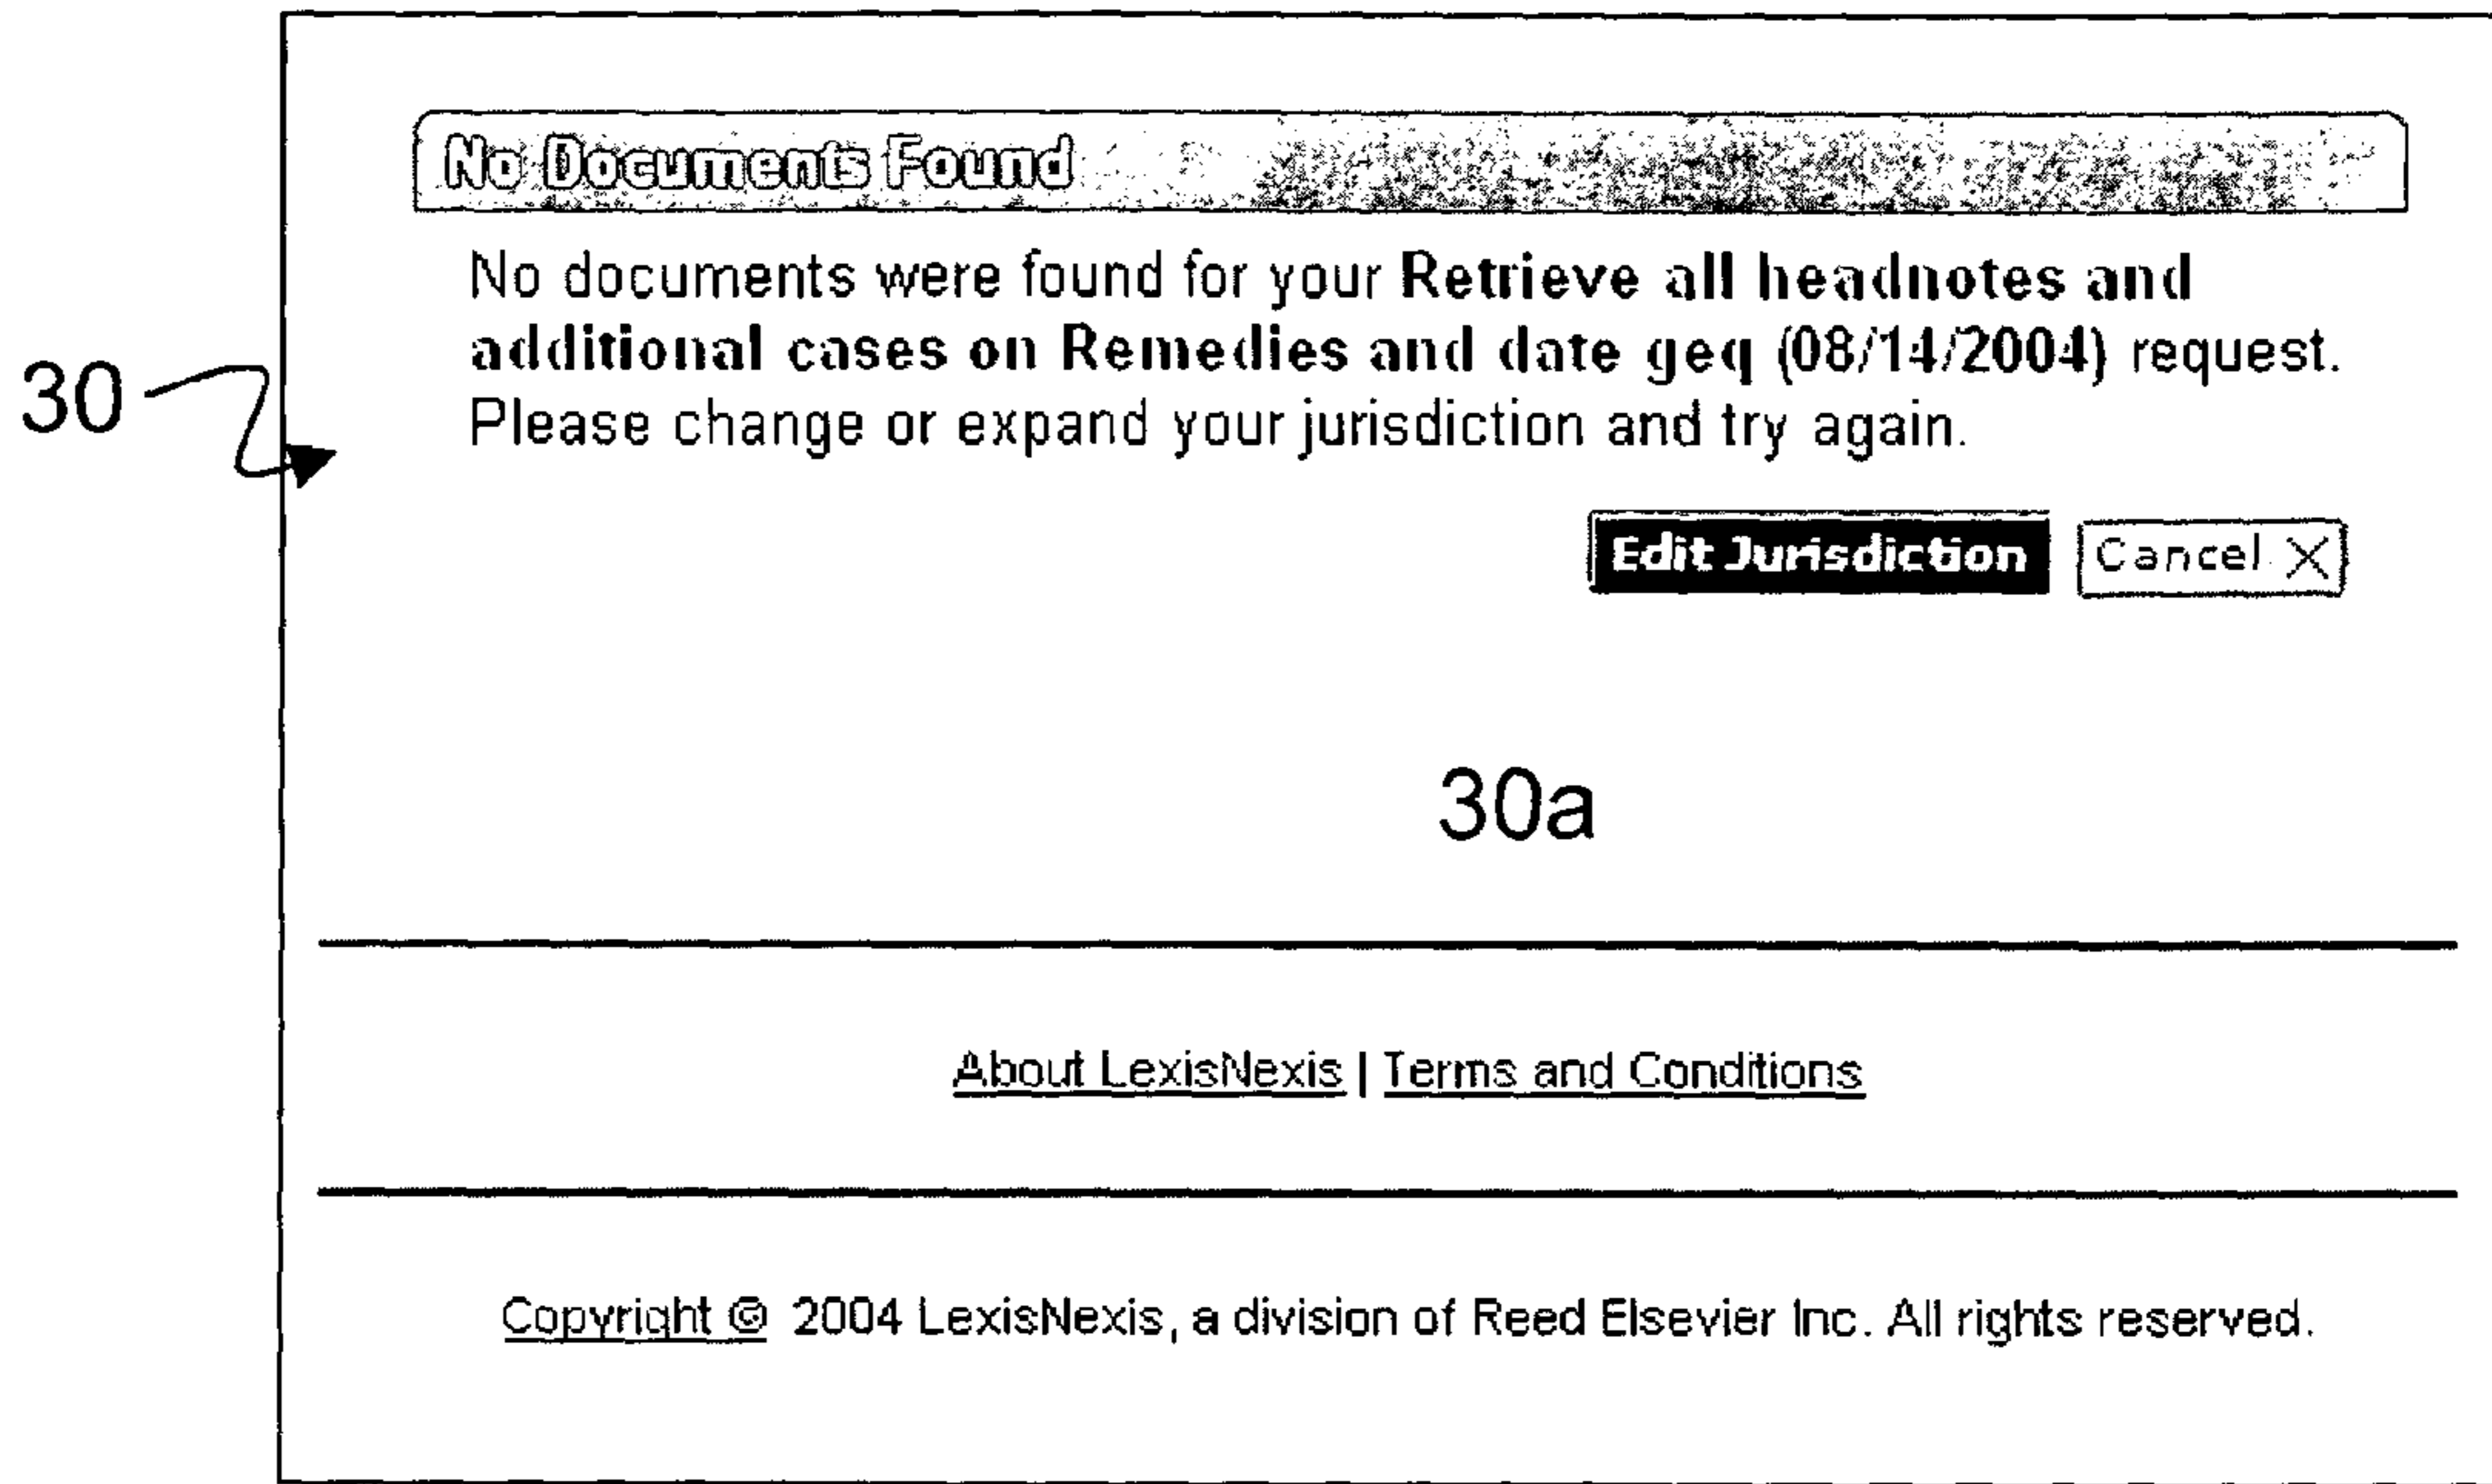 No Documents Found
No documents were found for your Retrieve all headnotes and
additional cases on Remedies and date geq (08/14/2004) request.
Please change or expand your jurisdiction and try again.
30
Edit Jurisdiction Cancel X
30a
About LexisNexis | Terms and Conditions
Copyright © 2004 LexisNexis, a division of Reed Elsevier Inc. All rights reserved.